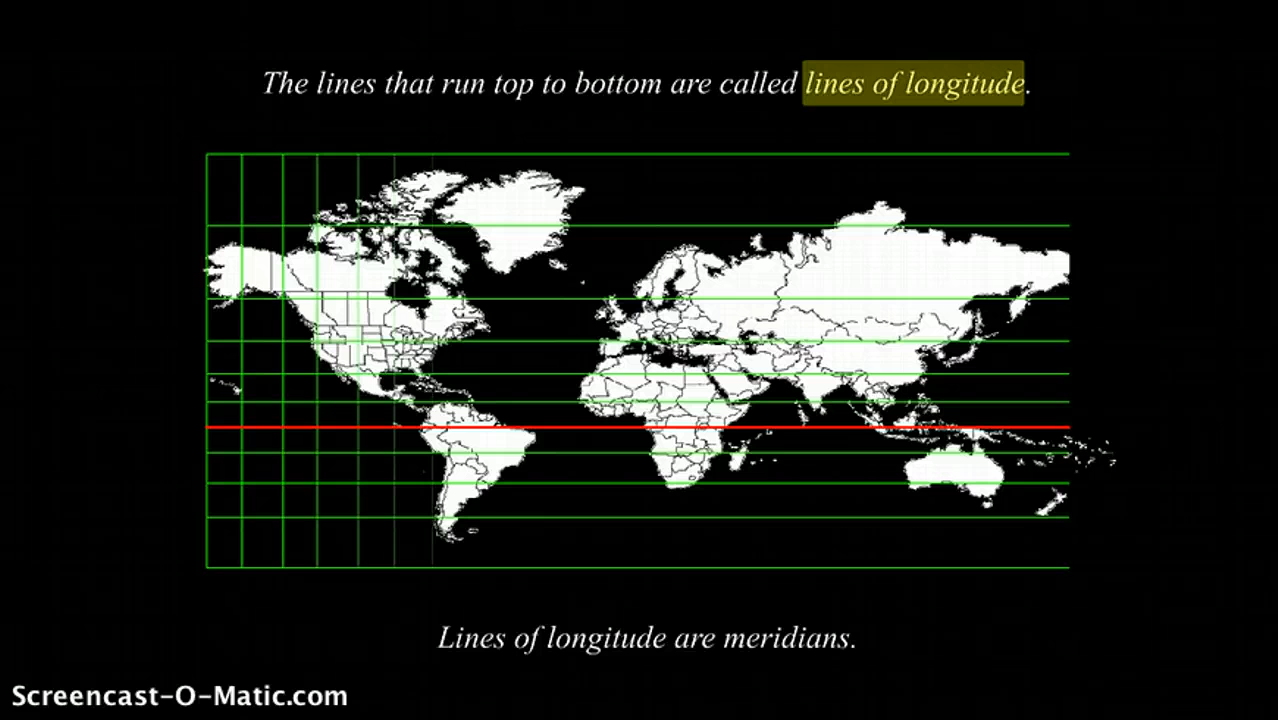 The lines that run top to bottom are called lines of longitude.
Lines of longitude are meridians.
Screencast-O-Matic.com